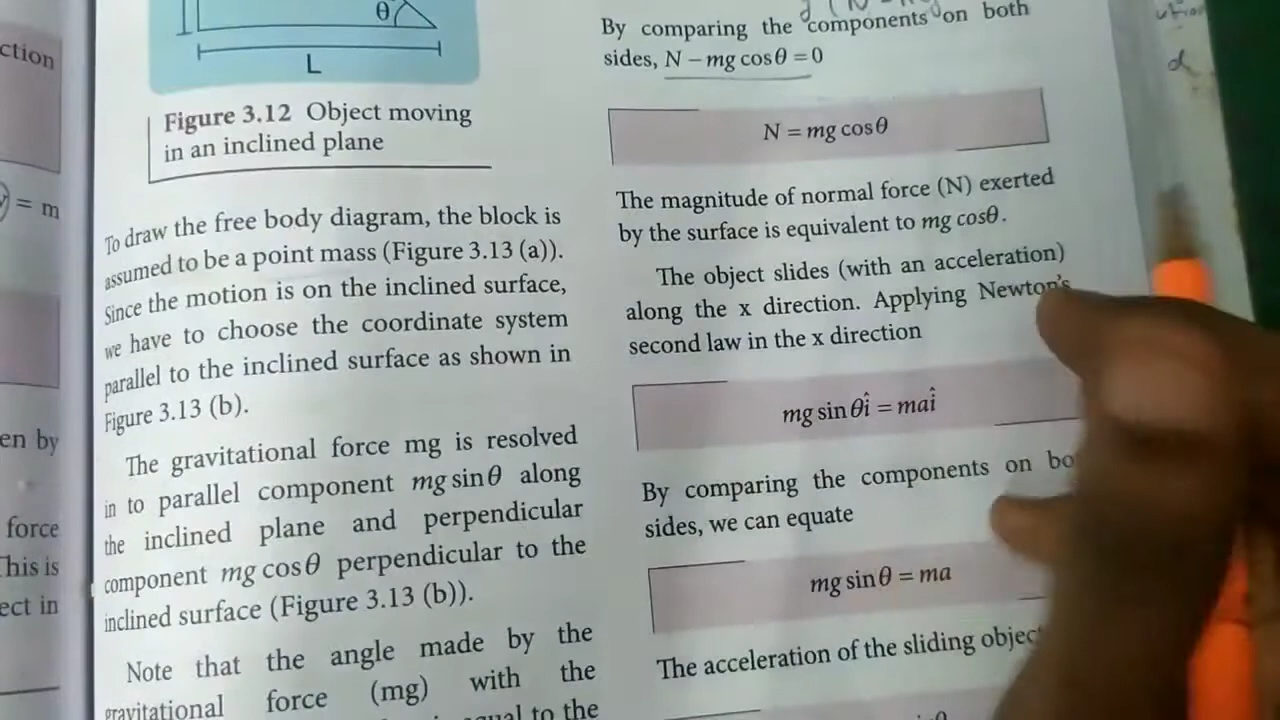 ction
= m
en by
force
This is
ect in
θ
L
Figure 3.12 Object moving
in an inclined plane
To draw the free body diagram, the block is
assumed to be a point mass (Figure 3.13 (a)).
Since the motion is on the inclined surface,
we have to choose the coordinate system
parallel to the inclined surface as shown in
Figure 3.13 (b).
The gravitational force mg is resolved
in to parallel component mg sinθ along
the inclined plane and perpendicular
component mg cosθ perpendicular to the
inclined surface (Figure 3.13 (b)).
Note that the angle made by the
gravitational force (mg) with the
equal to the
By comparing the components on both
sides, N – mg cosθ = 0
N = mg cosθ
The magnitude of normal force (N) exerted
by the surface is equivalent to mg cosθ.
The object slides (with an acceleration)
along the x direction. Applying Newton's
second law in the x direction
mg sin θî = maî
By comparing the components on bo
sides, we can equate
mg sinθ = ma
The acceleration of the sliding object
d